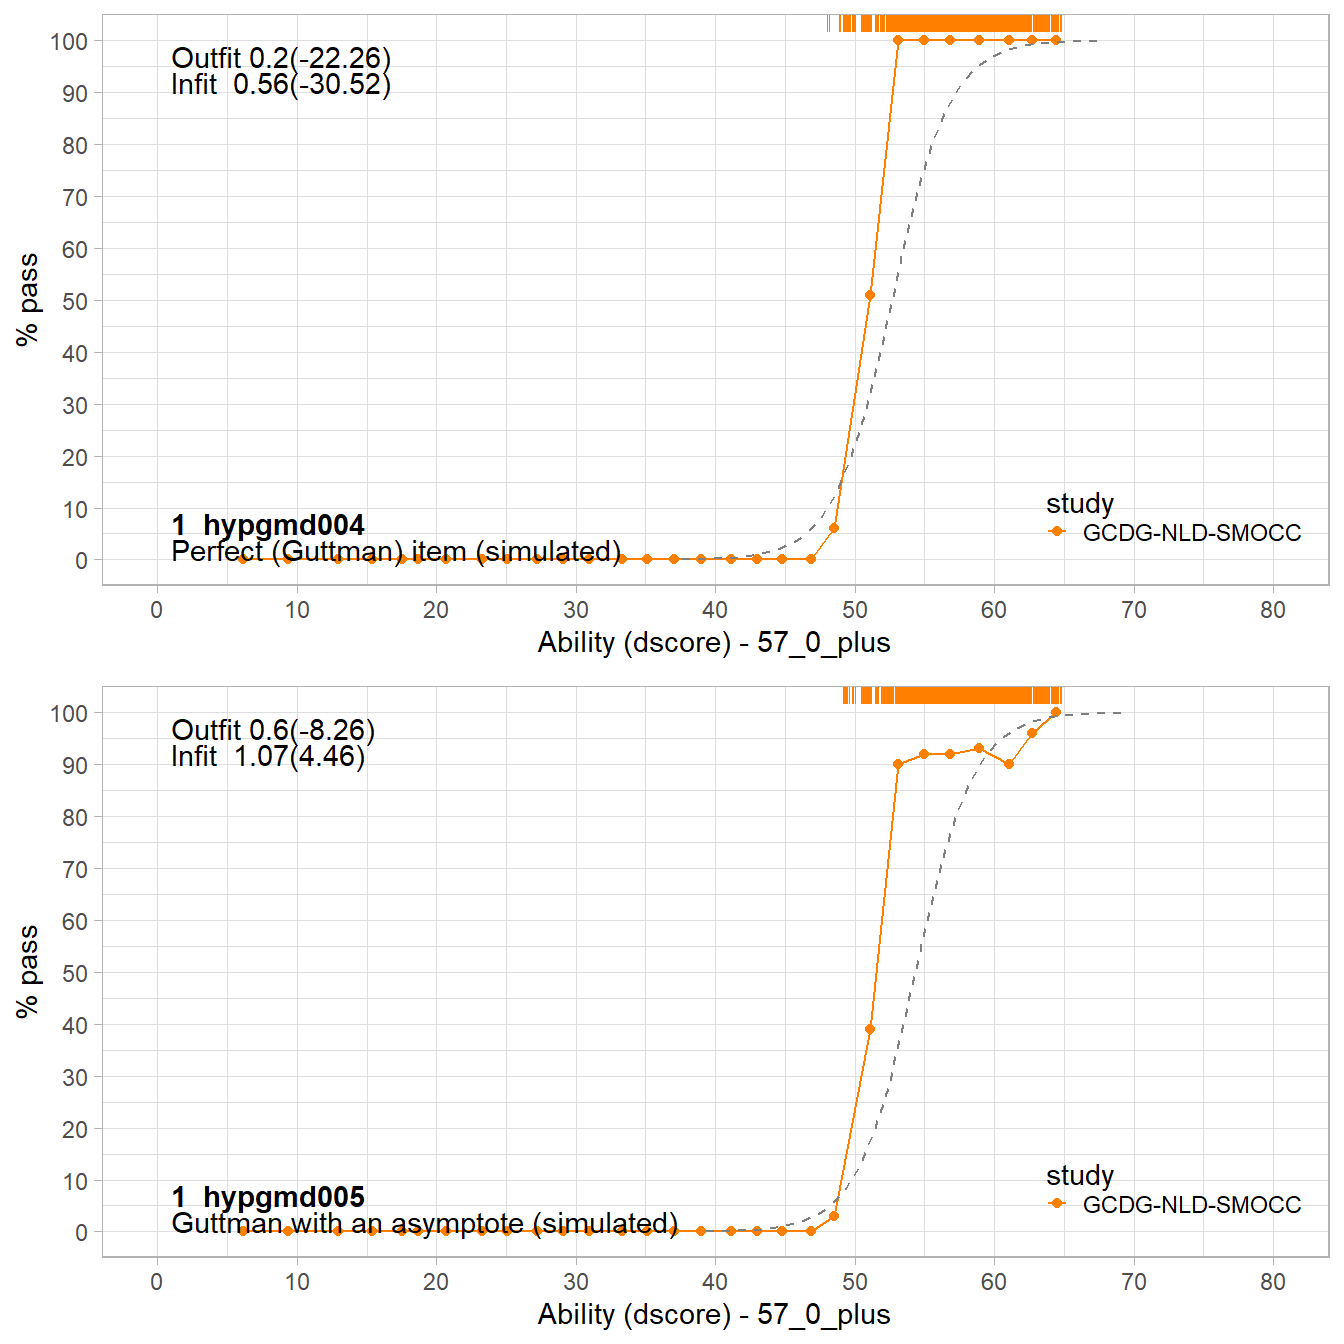 100
90
80
70
60
50
40
30
20
10
0
% pass
Outfit 0.2(-22.26)
Infit 0.56(-30.52)
1 hypgmd004
Perfect (Guttman) item (simulated)
study
GCDG-NLD-SMOCC
0 10 20 30 40 50 60 70 80
Ability (dscore) - 57_0_plus
100
90
80
70
60
50
40
30
20
10
0
% pass
Outfit 0.6(-8.26)
Infit 1.07(4.46)
1 hypgmd005
Guttman with an asymptote (simulated)
study
GCDG-NLD-SMOCC
0 10 20 30 40 50 60 70 80
Ability (dscore) - 57_0_plus